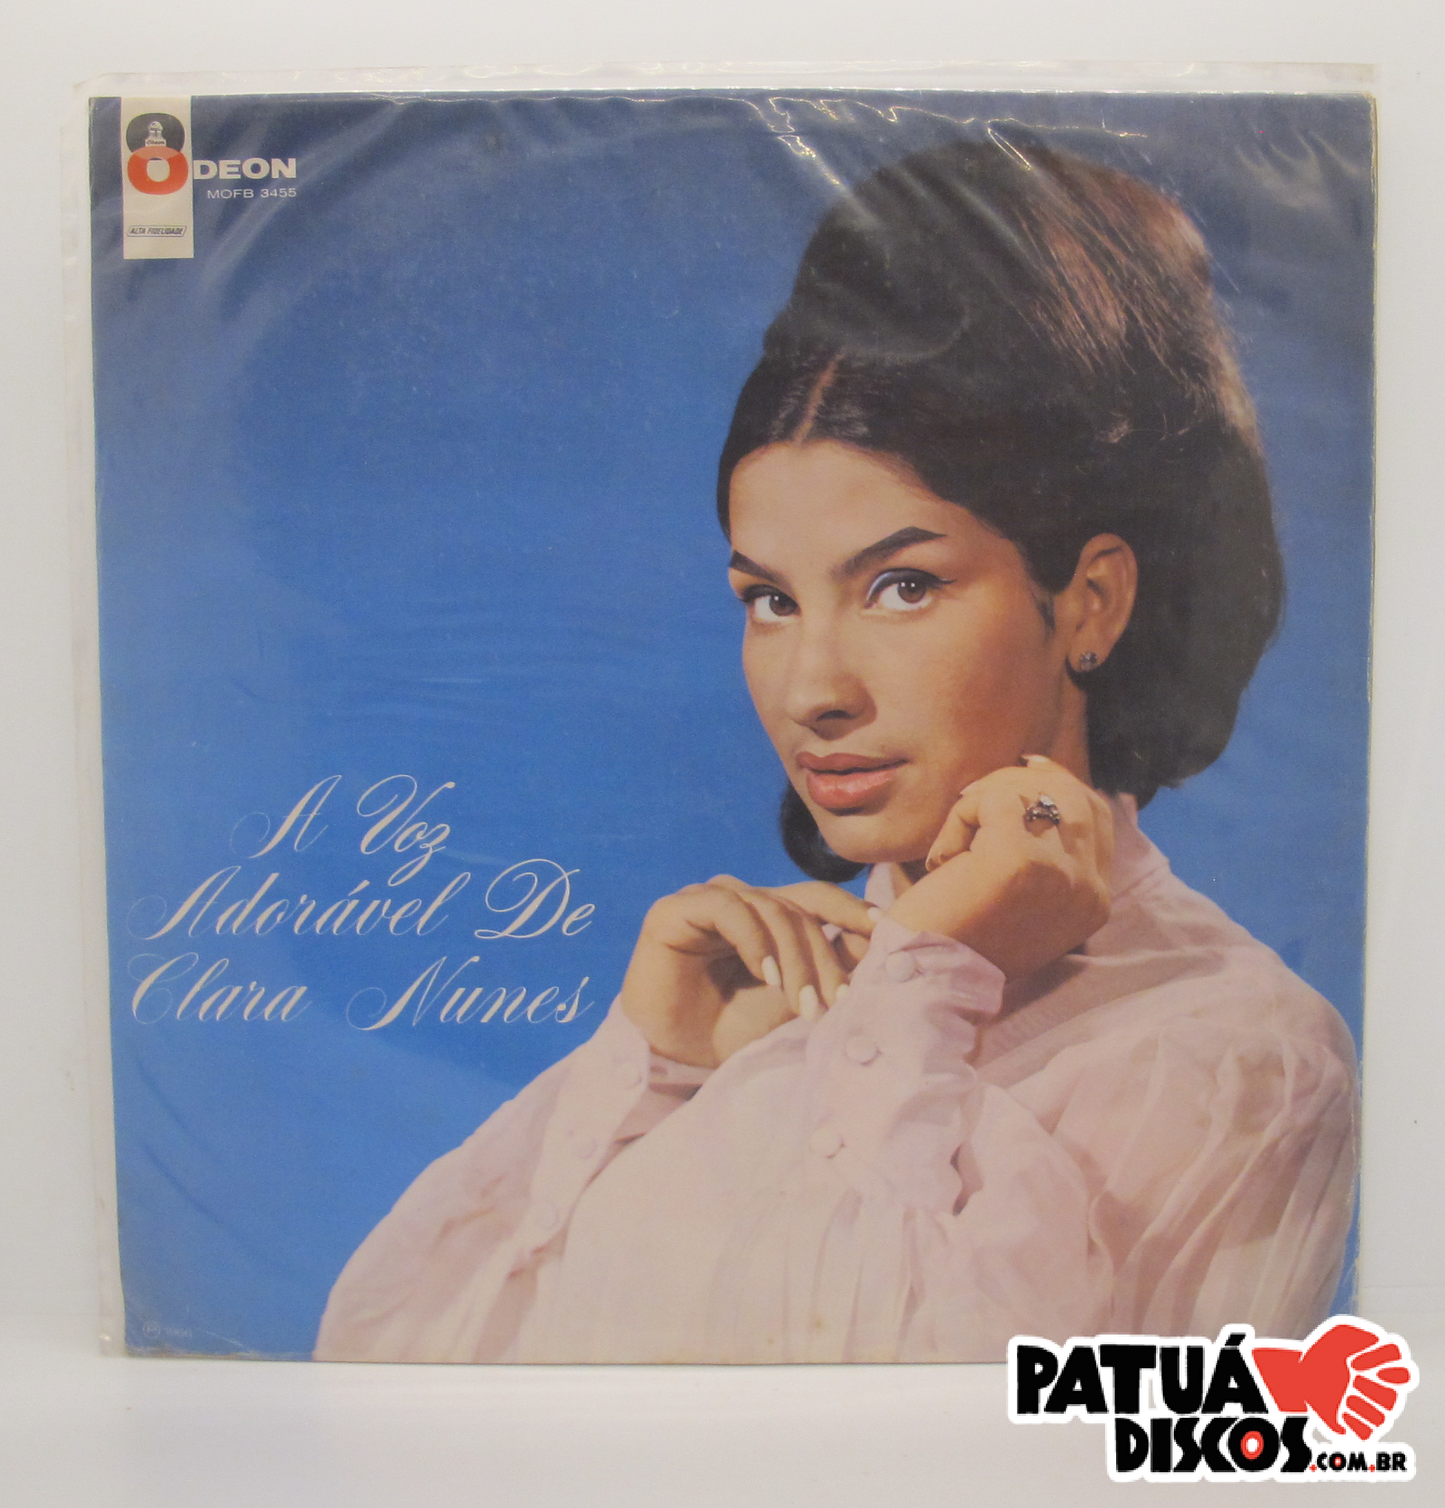 ODEON
MOFB 3455
ALTA FIDELIDADE
A Voz
Adorável De
Clara Nunes
PATUÁ
DISCOS.COM.BR